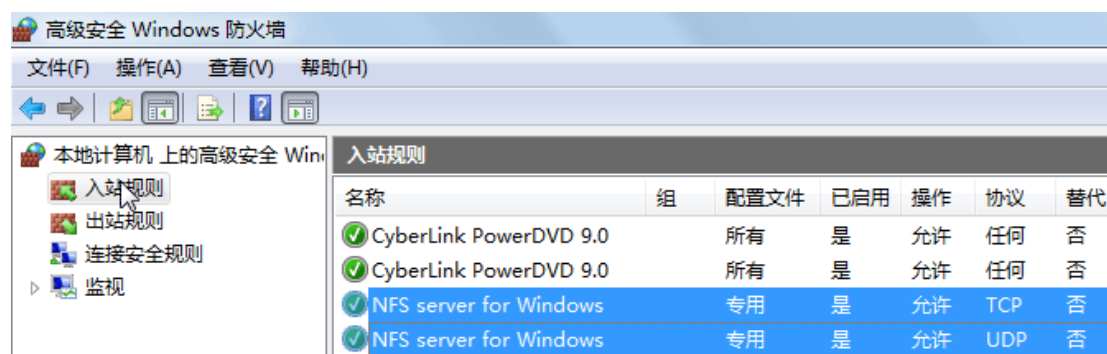 高级安全 Windows 防火墙
文件(F) 操作(A) 查看(V) 帮助(H)
本地计算机 上的高级安全 Win
入站规则
出站规则
连接安全规则
监视
入站规则
名称 组 配置文件 已启用 操作 协议 替代
CyberLink PowerDVD 9.0 所有 是 允许 任何 否
CyberLink PowerDVD 9.0 所有 是 允许 任何 否
NFS server for Windows 专用 是 允许 TCP 否
NFS server for Windows 专用 是 允许 UDP 否